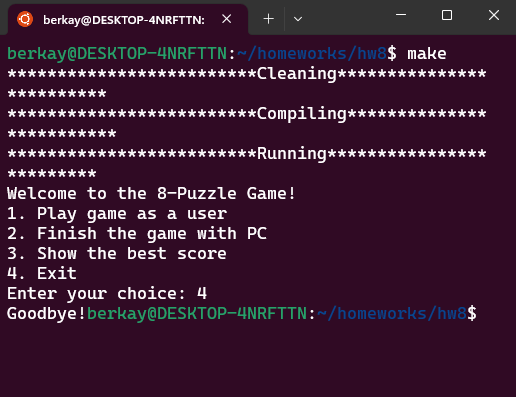 berkay@DESKTOP-4NRFTTN:
berkay@DESKTOP-4NRFTTN:~/homeworks/hw8$ make
*************************Cleaning***************
**********
*************************Compiling**************
***********
*************************Running****************
*********
Welcome to the 8-Puzzle Game!
1. Play game as a user
2. Finish the game with PC
3. Show the best score
4. Exit
Enter your choice: 4
Goodbye!berkay@DESKTOP-4NRFTTN:~/homeworks/hw8$